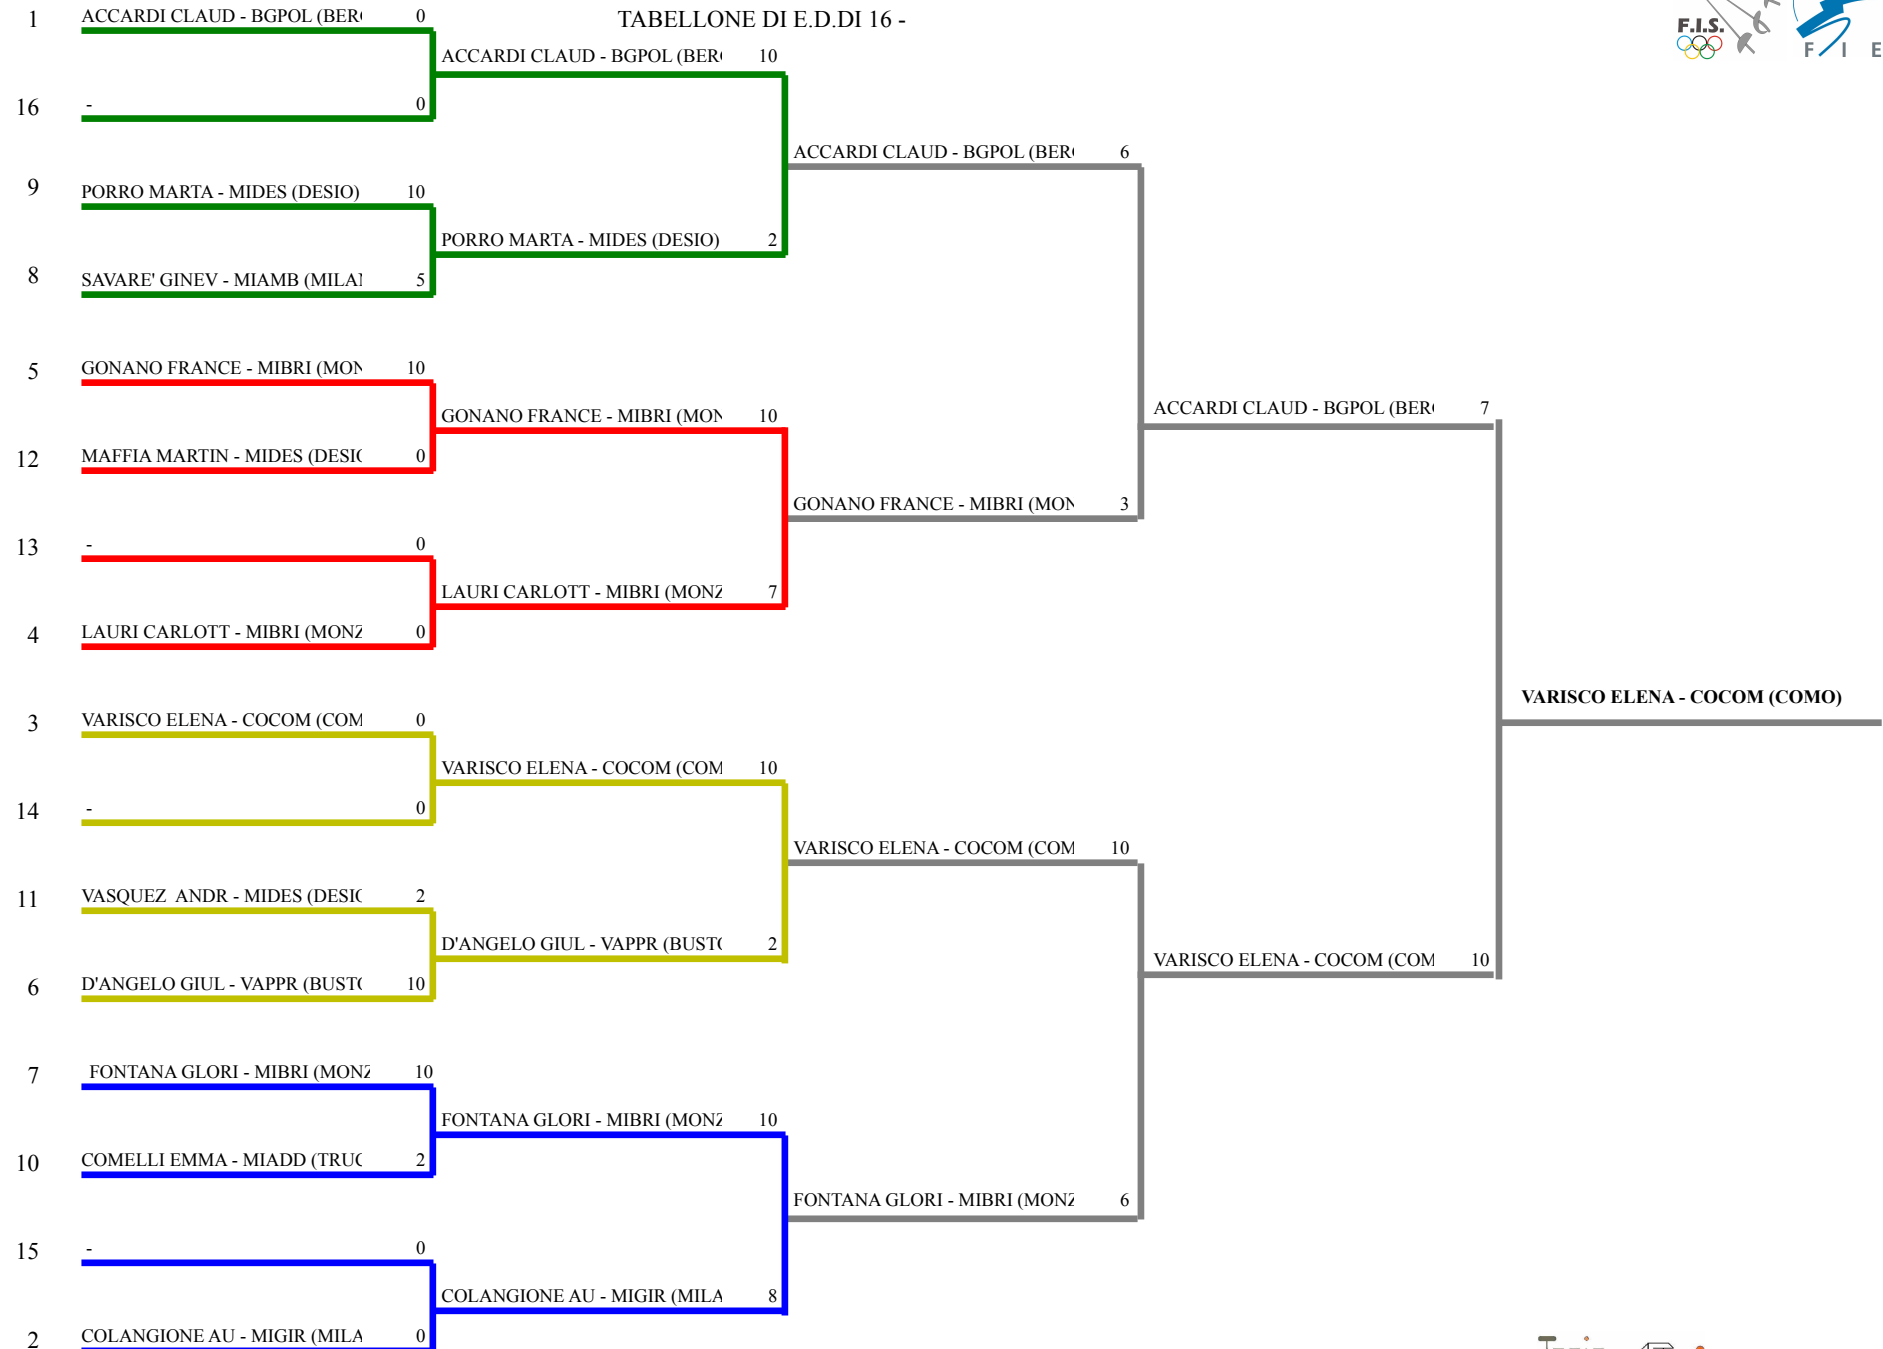 TABELLONE DI E.D.DI 16 -
F.I.S.
F I E
1 ACCARDI CLAUD - BGPOL (BER 0
ACCARDI CLAUD - BGPOL (BER 10
16 - 0
ACCARDI CLAUD - BGPOL (BER 6
9 PORRO MARTA - MIDES (DESIO) 10
PORRO MARTA - MIDES (DESIO) 2
8 SAVARE' GINEV - MIAMB (MILA 5
5 GONANO FRANCE - MIBRI (MON 10
ACCARDI CLAUD - BGPOL (BER 7
GONANO FRANCE - MIBRI (MON 10
12 MAFFIA MARTIN - MIDES (DESI 0
GONANO FRANCE - MIBRI (MON 3
13 - 0
LAURI CARLOTT - MIBRI (MONZ 7
4 LAURI CARLOTT - MIBRI (MONZ 0
VARISCO ELENA - COCOM (COMO)
3 VARISCO ELENA - COCOM (COM 0
VARISCO ELENA - COCOM (COM 10
14 - 0
VARISCO ELENA - COCOM (COM 10
11 VASQUEZ ANDR - MIDES (DESI 2
D'ANGELO GIUL - VAPPR (BUST 2
VARISCO ELENA - COCOM (COM 10
6 D'ANGELO GIUL - VAPPR (BUST 10
7 FONTANA GLORI - MIBRI (MONZ 10
FONTANA GLORI - MIBRI (MONZ 10
10 COMELLI EMMA - MIADD (TRU 2
FONTANA GLORI - MIBRI (MONZ 6
15 - 0
COLANGIONE AU - MIGIR (MILA 8
2 COLANGIONE AU - MIGIR (MILA 0